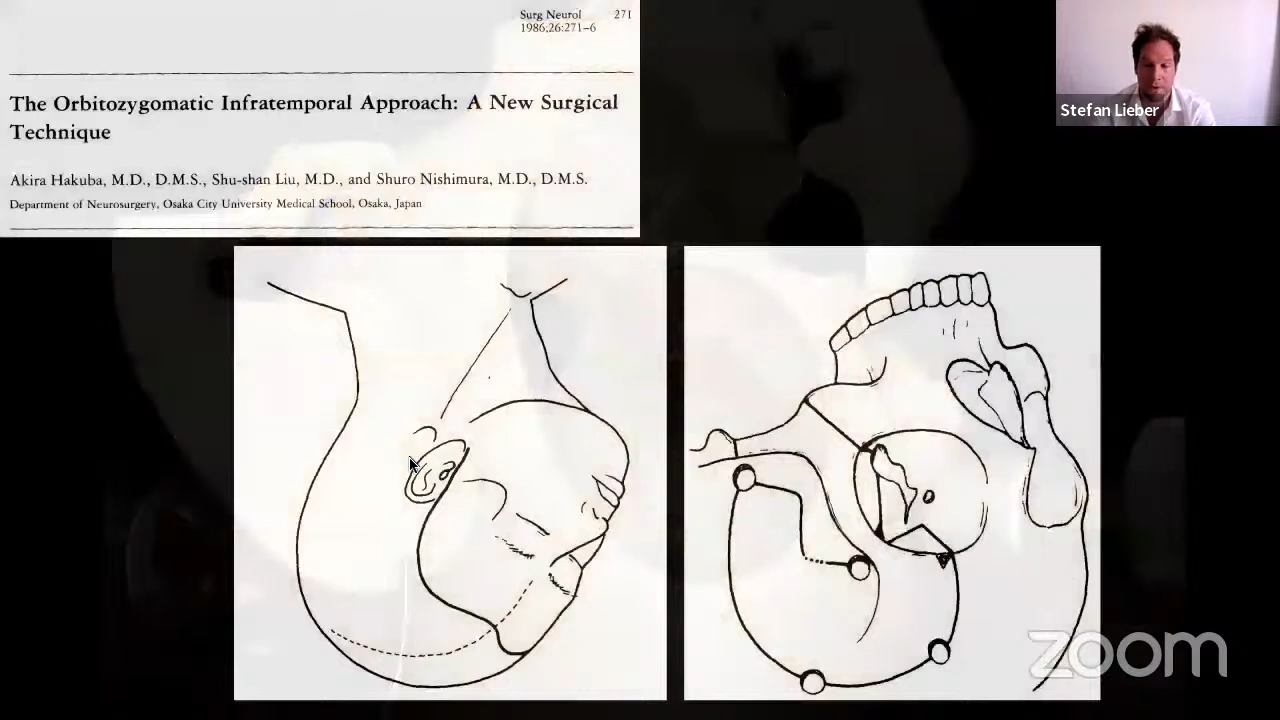 Surg Neurol 271
1986;26:271–6
The Orbitozygomatic Infratemporal Approach: A New Surgical
Technique
Akira Hakuba, M.D., D.M.S., Shu-shan Liu, M.D., and Shuro Nishimura, M.D., D.M.S.
Department of Neurosurgery, Osaka City University Medical School, Osaka, Japan
Stefan Lieber
zoom